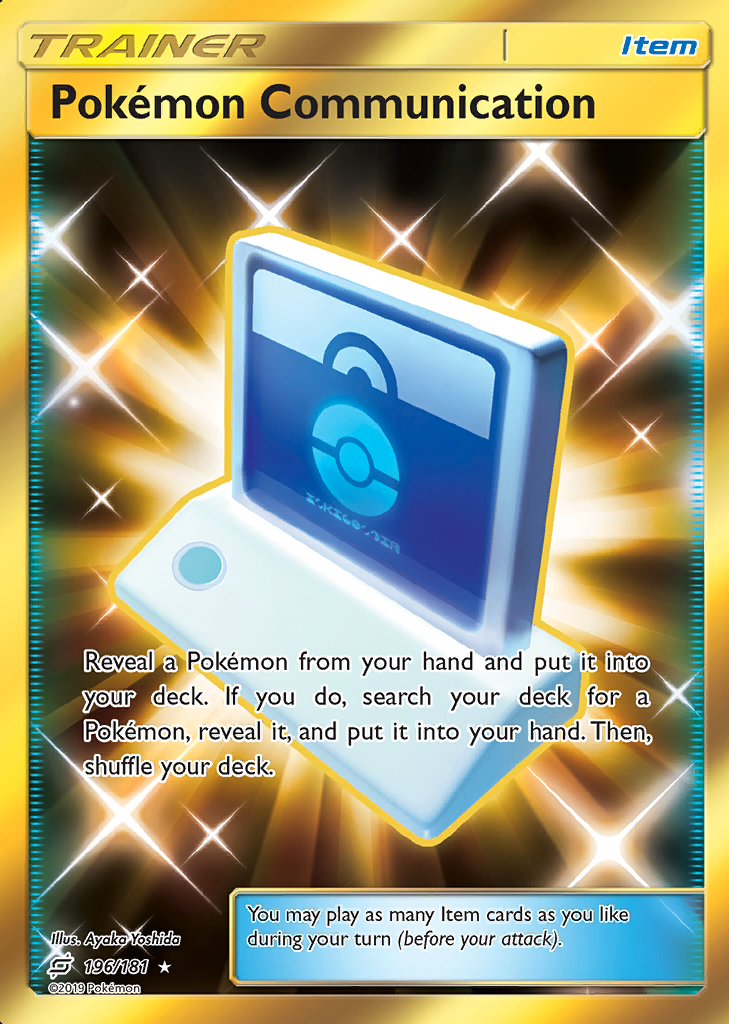 TRAINER
Item
Pokémon Communication
Reveal a Pokémon from your hand and put it into
your deck. If you do, search your deck for a
Pokémon, reveal it, and put it into your hand. Then,
shuffle your deck.
You may play as many Item cards as you like
during your turn (before your attack).
Illus. Ayaka Yoshida
196/181 ★
©2019 Pokémon